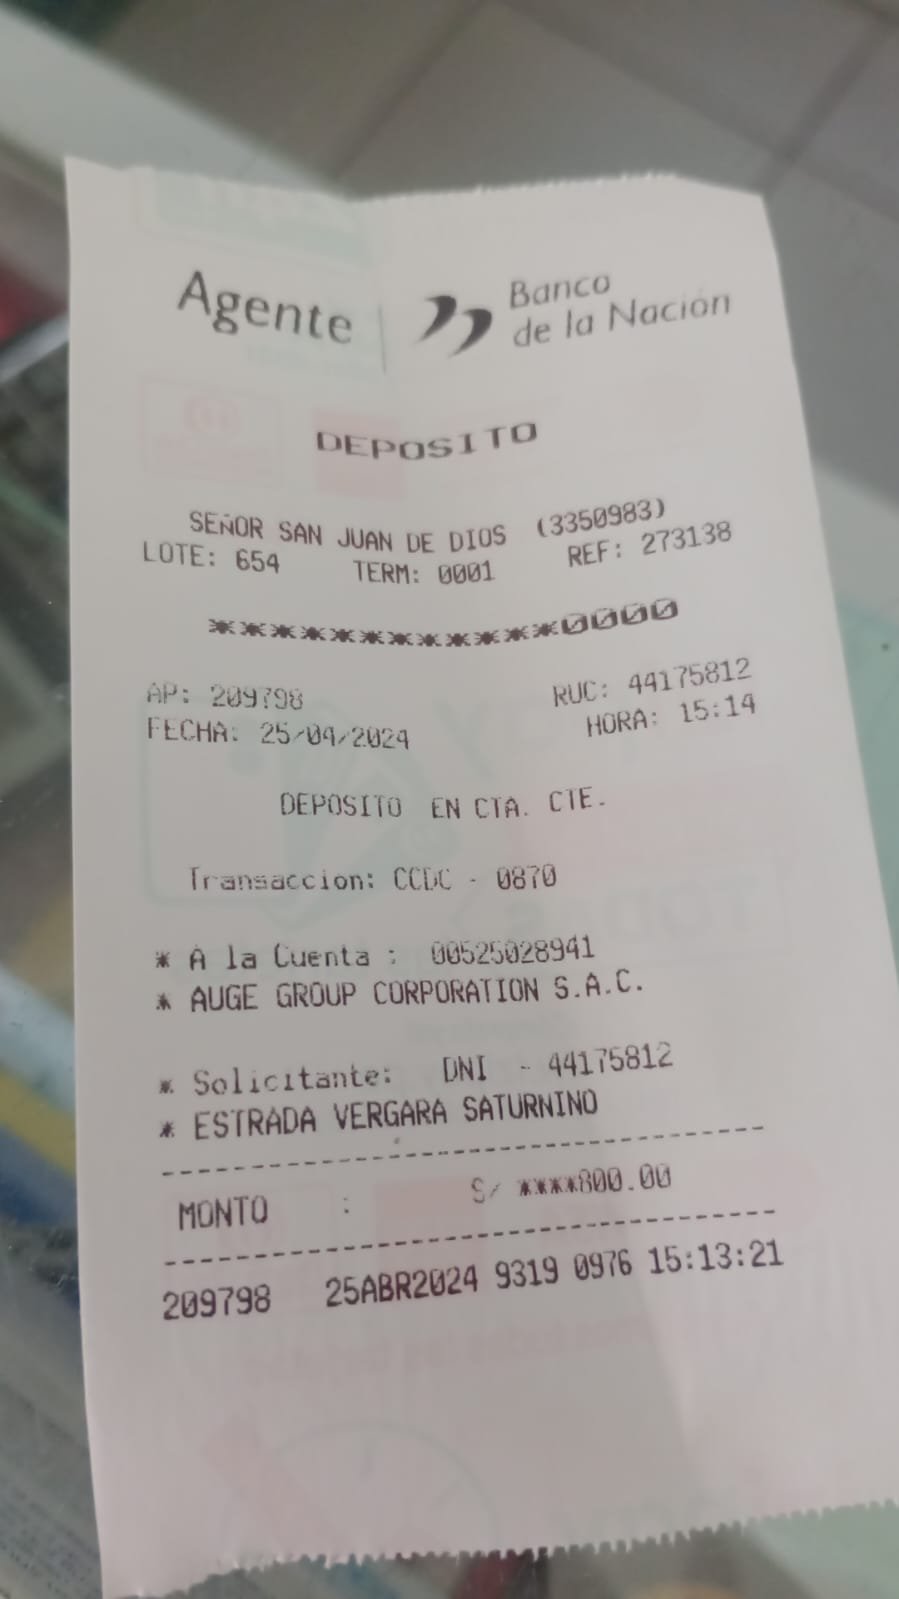 Agente
Banco
de la Nación
DEPOSITO
SEÑOR SAN JUAN DE DIOS (3350983)
LOTE: 654 TERM: 0001 REF: 273138
************0000
AP: 209798 RUC: 44175812
FECHA: 25/04/2024 HORA: 15:14
DEPOSITO EN CTA. CTE.
Transaccion: CCDC - 0870
* A la Cuenta : 00525028941
* AUGE GROUP CORPORATION S.A.C.
* Solicitante: DNI - 44175812
* ESTRADA VERGARA SATURNINO
--------------------------------
MONTO : S/ ****800.00
--------------------------------
209798 25ABR2024 9319 0976 15:13:21